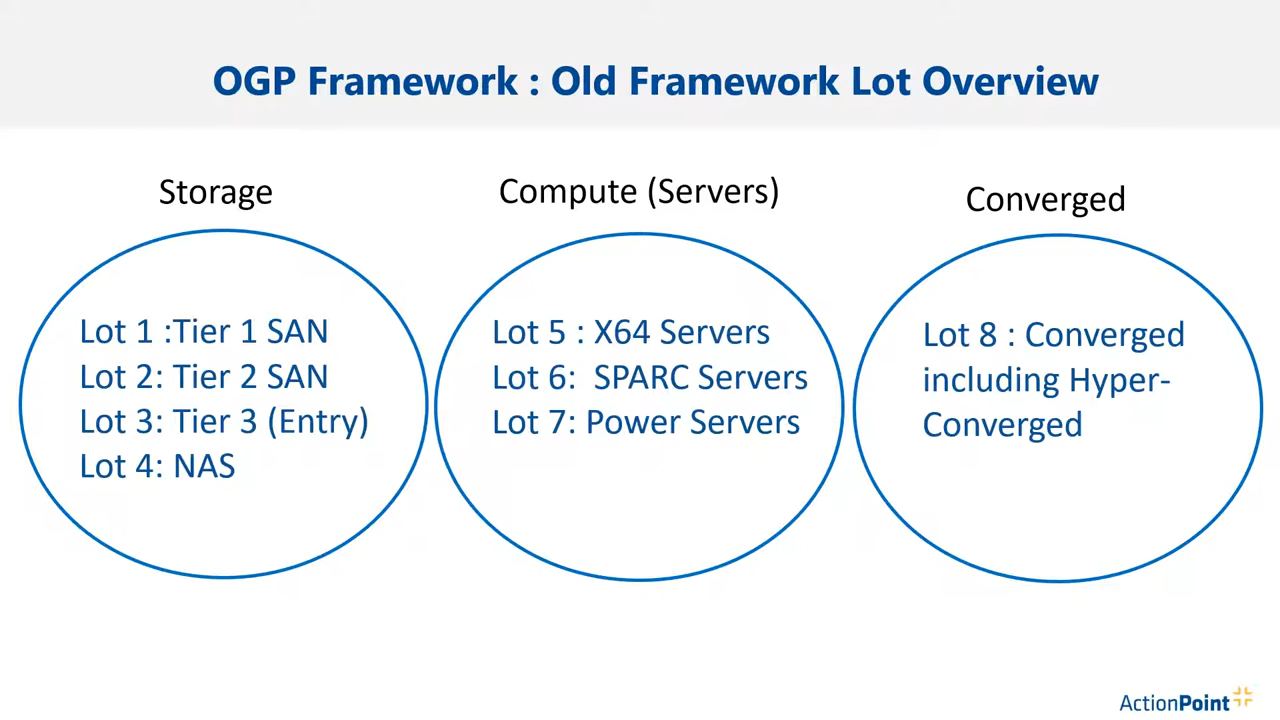 OGP Framework : Old Framework Lot Overview
Storage
Lot 1 :Tier 1 SAN
Lot 2: Tier 2 SAN
Lot 3: Tier 3 (Entry)
Lot 4: NAS
Compute (Servers)
Lot 5 : X64 Servers
Lot 6:  SPARC Servers
Lot 7: Power Servers
Converged
Lot 8 : Converged
including Hyper-
Converged
ActionPoint